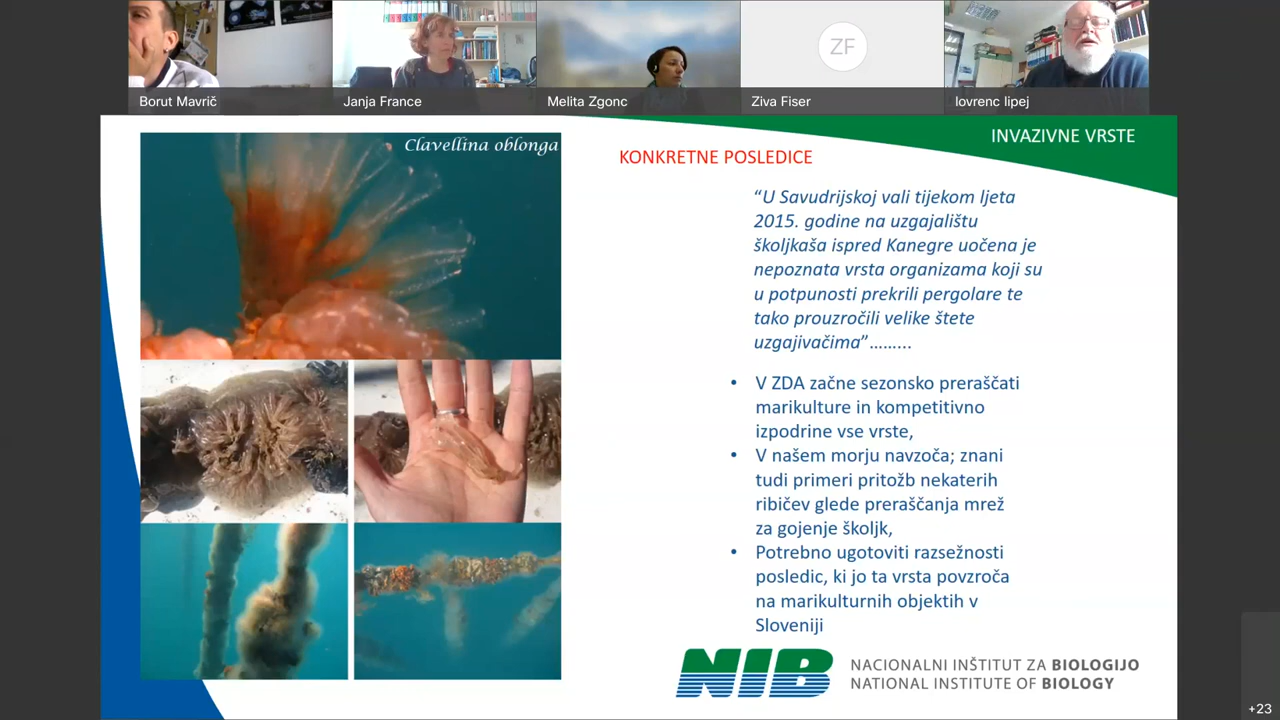 ZF
Borut Mavrič
Janja France
Melita Zgonc
Ziva Fiser
lovrenc lipej
Clavellina oblonga
INVAZIVNE VRSTE
KONKRETNE POSLEDICE
“U Savudrijskoj vali tijekom ljeta
2015. godine na uzgajalištu
školjkaša ispred Kanegre uočena je
nepoznata vrsta organizama koji su
u potpunosti prekrili pergolare te
tako prouzročili velike štete
uzgajivačima”……...
• V ZDA začne sezonsko preraščati
marikulture in kompetitivno
izpodrine vse vrste,
• V našem morju navzoča; znani
tudi primeri pritožb nekaterih
ribičev glede preraščanja mrež
za gojenje školjk,
• Potrebno ugotoviti razsežnosti
posledic, ki jo ta vrsta povzroča
na marikulturnih objektih v
Sloveniji
NIB
NACIONALNI INŠTITUT ZA BIOLOGIJO
NATIONAL INSTITUTE OF BIOLOGY
+23